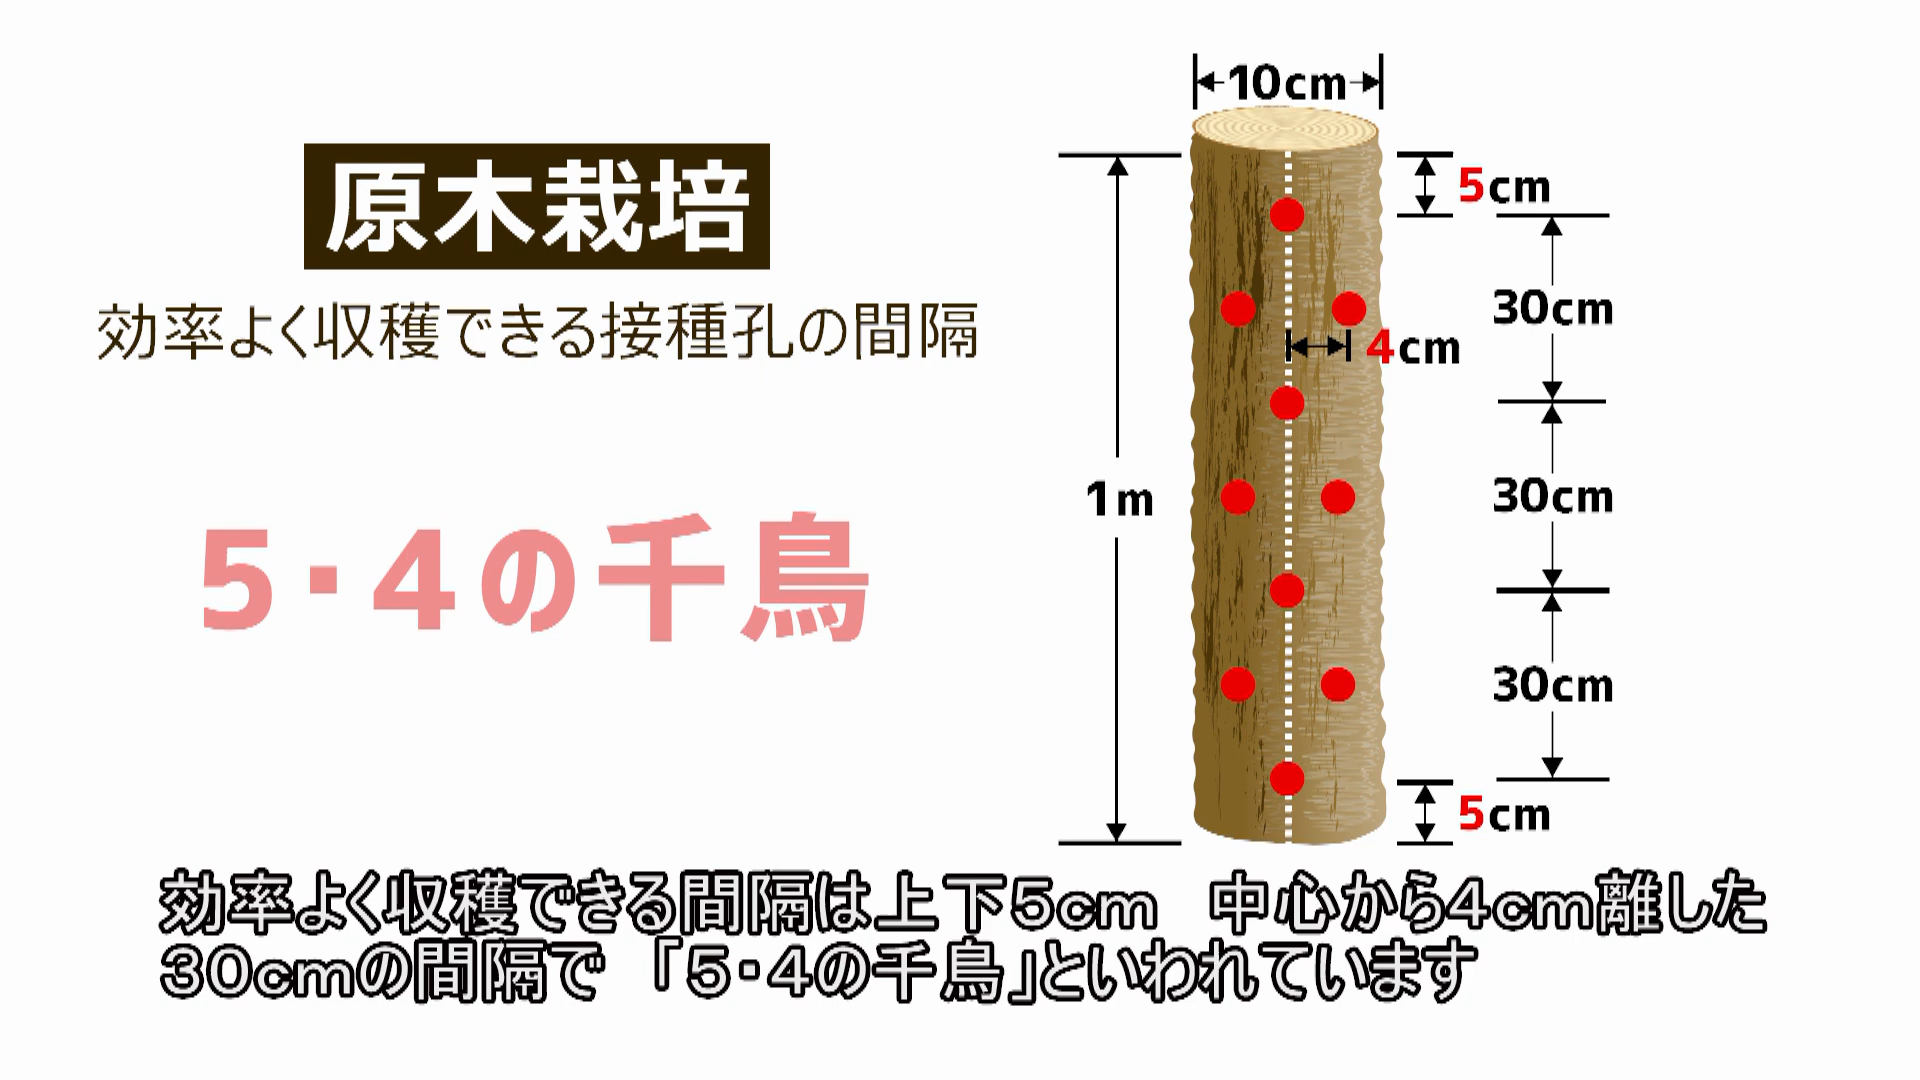 原木栽培
効率よく収穫できる接種孔の間隔
5・4の千鳥
10cm
5cm
30cm
4cm
1m
30cm
30cm
5cm
効率よく収穫できる間隔は上下5cm　中心から4cm離した
30cmの間隔で　「5・4の千鳥」といわれています